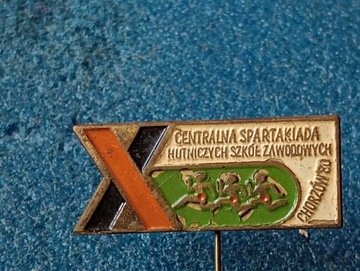 X
CENTRALNA SPARTAKIADA
HUTNICZYCH SZKÓŁ ZAWODOWYCH
CHORZÓW '80